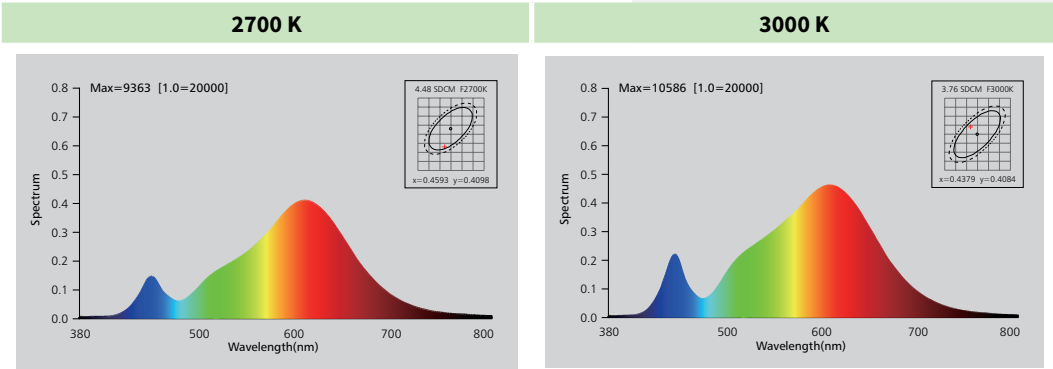 2700 K
3000 K
Max=9363 [1.0=20000]
4.48 SDCM F2700K
x=0.4593 y=0.4098
Spectrum
0.8
0.7
0.6
0.5
0.4
0.3
0.2
0.1
0.0
380 500 600 700 800
Wavelength(nm)
Max=10586 [1.0=20000]
3.76 SDCM F3000K
x=0.4379 y=0.4084
Spectrum
0.8
0.7
0.6
0.5
0.4
0.3
0.2
0.1
0.0
380 500 600 700 800
Wavelength(nm)